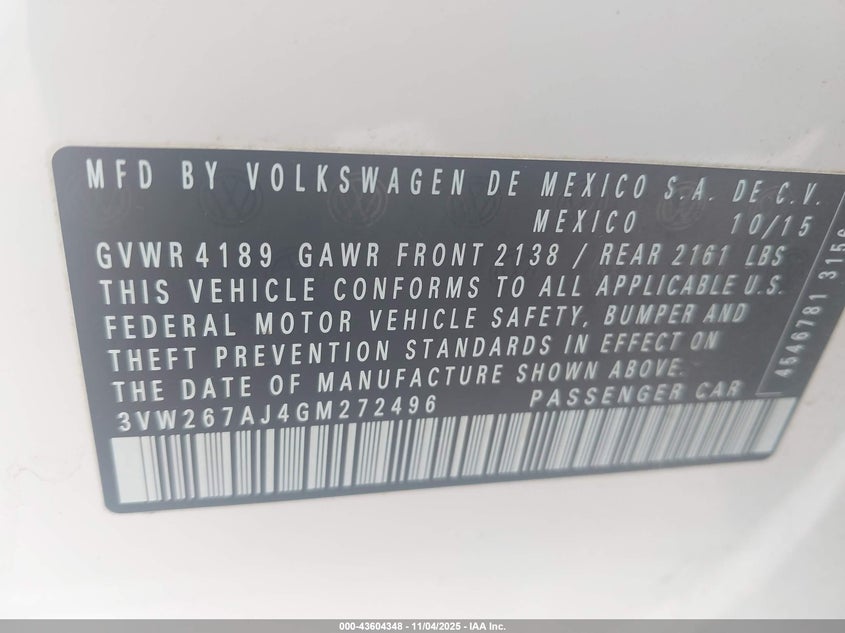 MFD BY VOLKSWAGEN DE MEXICO S.A. DE C.V.
MEXICO 10/15
GVWR 4189 GAWR FRONT 2138 / REAR 2161 LBS
THIS VEHICLE CONFORMS TO ALL APPLICABLE U.S.
FEDERAL MOTOR VEHICLE SAFETY, BUMPER AND
THEFT PREVENTION STANDARDS IN EFFECT ON
THE DATE OF MANUFACTURE SHOWN ABOVE.
3VW267AJ4GM272496 PASSENGER CAR
4546781 3156
000-43604348 - 11/04/2025 - IAA Inc.